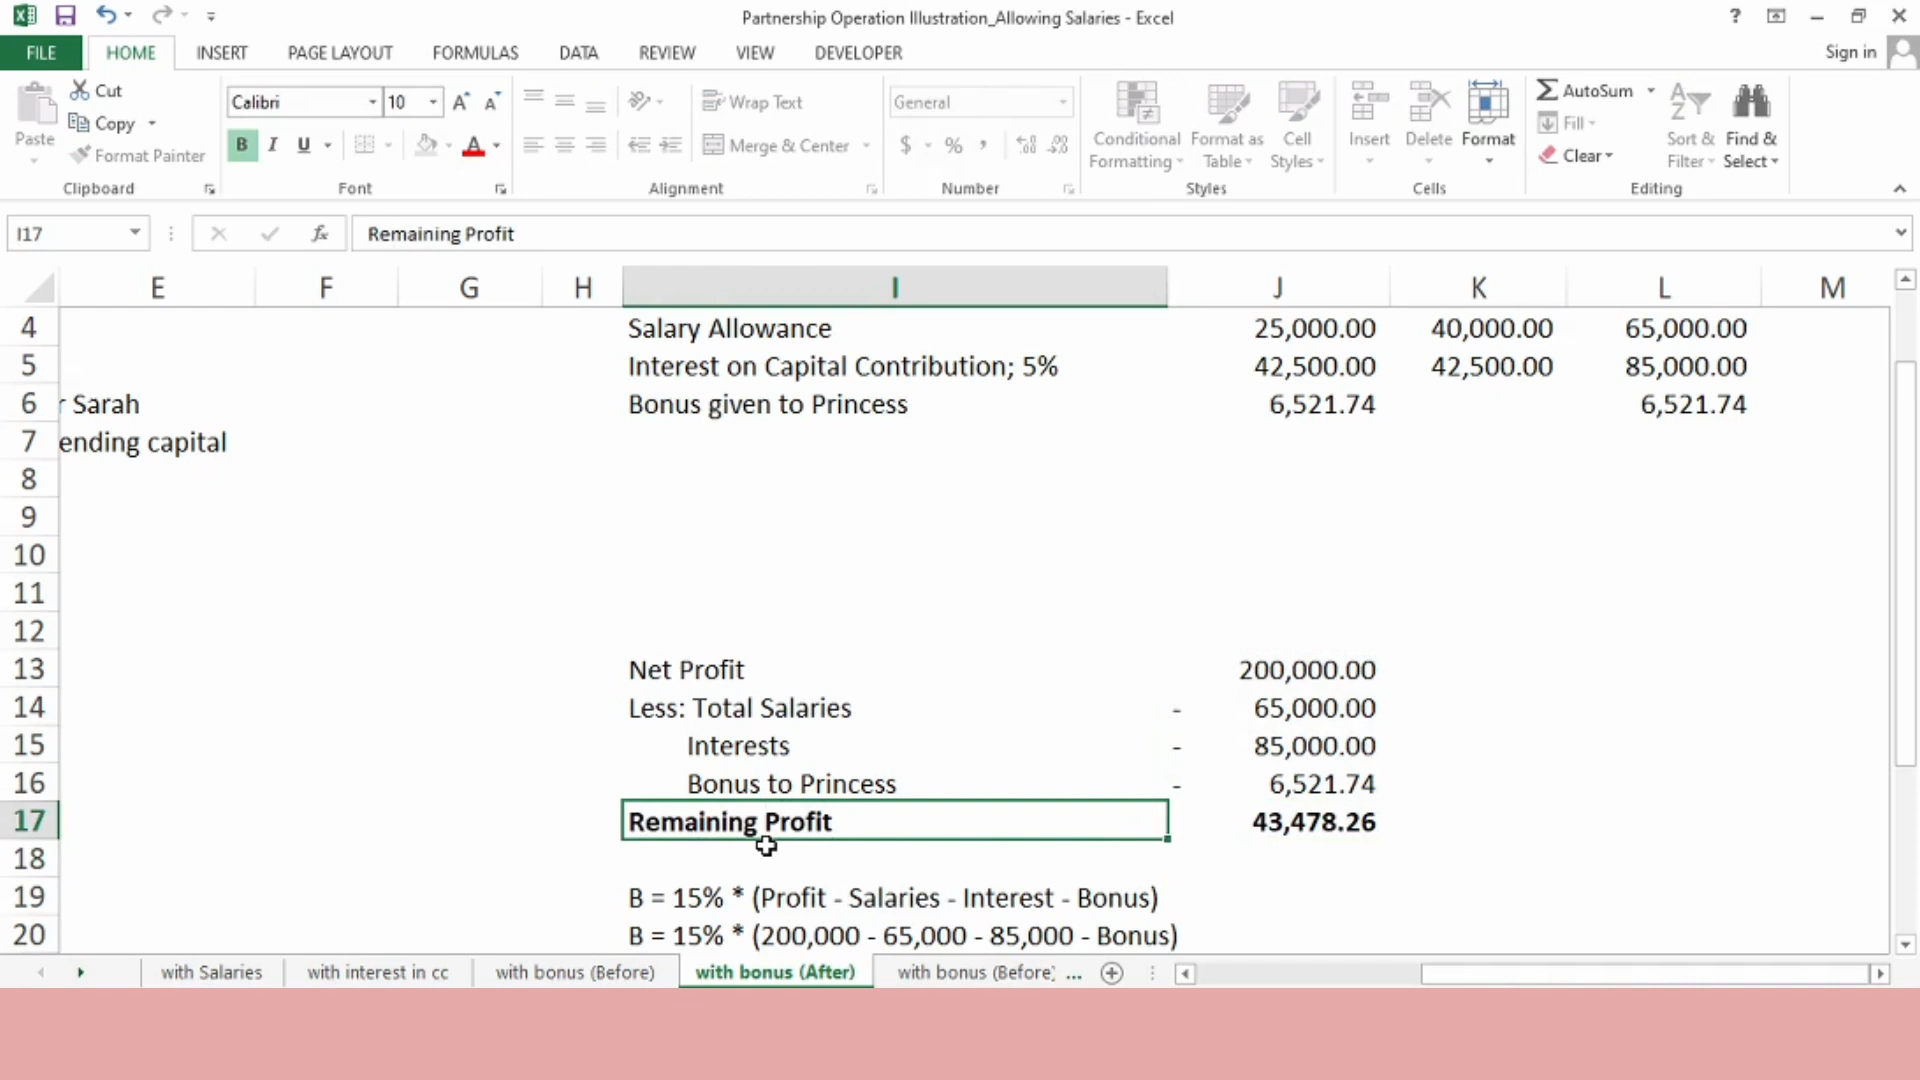 Partnership Operation Illustration_Allowing Salaries - Excel
FILE HOME INSERT PAGE LAYOUT FORMULAS DATA REVIEW VIEW DEVELOPER Sign in
Paste Cut Copy Format Painter Clipboard
Calibri 10 A A B I U A Font
Wrap Text Merge & Center Alignment
General $ % , Number
Conditional Formatting Format as Table Cell Styles Styles
Insert Delete Format Cells
AutoSum Fill Clear Sort & Filter Find & Select Editing
I17 fx Remaining Profit
E F G H I J K L M
4 Salary Allowance 25,000.00 40,000.00 65,000.00
5 Interest on Capital Contribution; 5% 42,500.00 42,500.00 85,000.00
6 r Sarah Bonus given to Princess 6,521.74 6,521.74
7 ending capital
8
9
10
11
12
13 Net Profit 200,000.00
14 Less: Total Salaries - 65,000.00
15 Interests - 85,000.00
16 Bonus to Princess - 6,521.74
17 Remaining Profit 43,478.26
18
19 B = 15% * (Profit - Salaries - Interest - Bonus)
20 B = 15% * (200,000 - 65,000 - 85,000 - Bonus)
with Salaries with interest in cc with bonus (Before) with bonus (After) with bonus (Before) ...